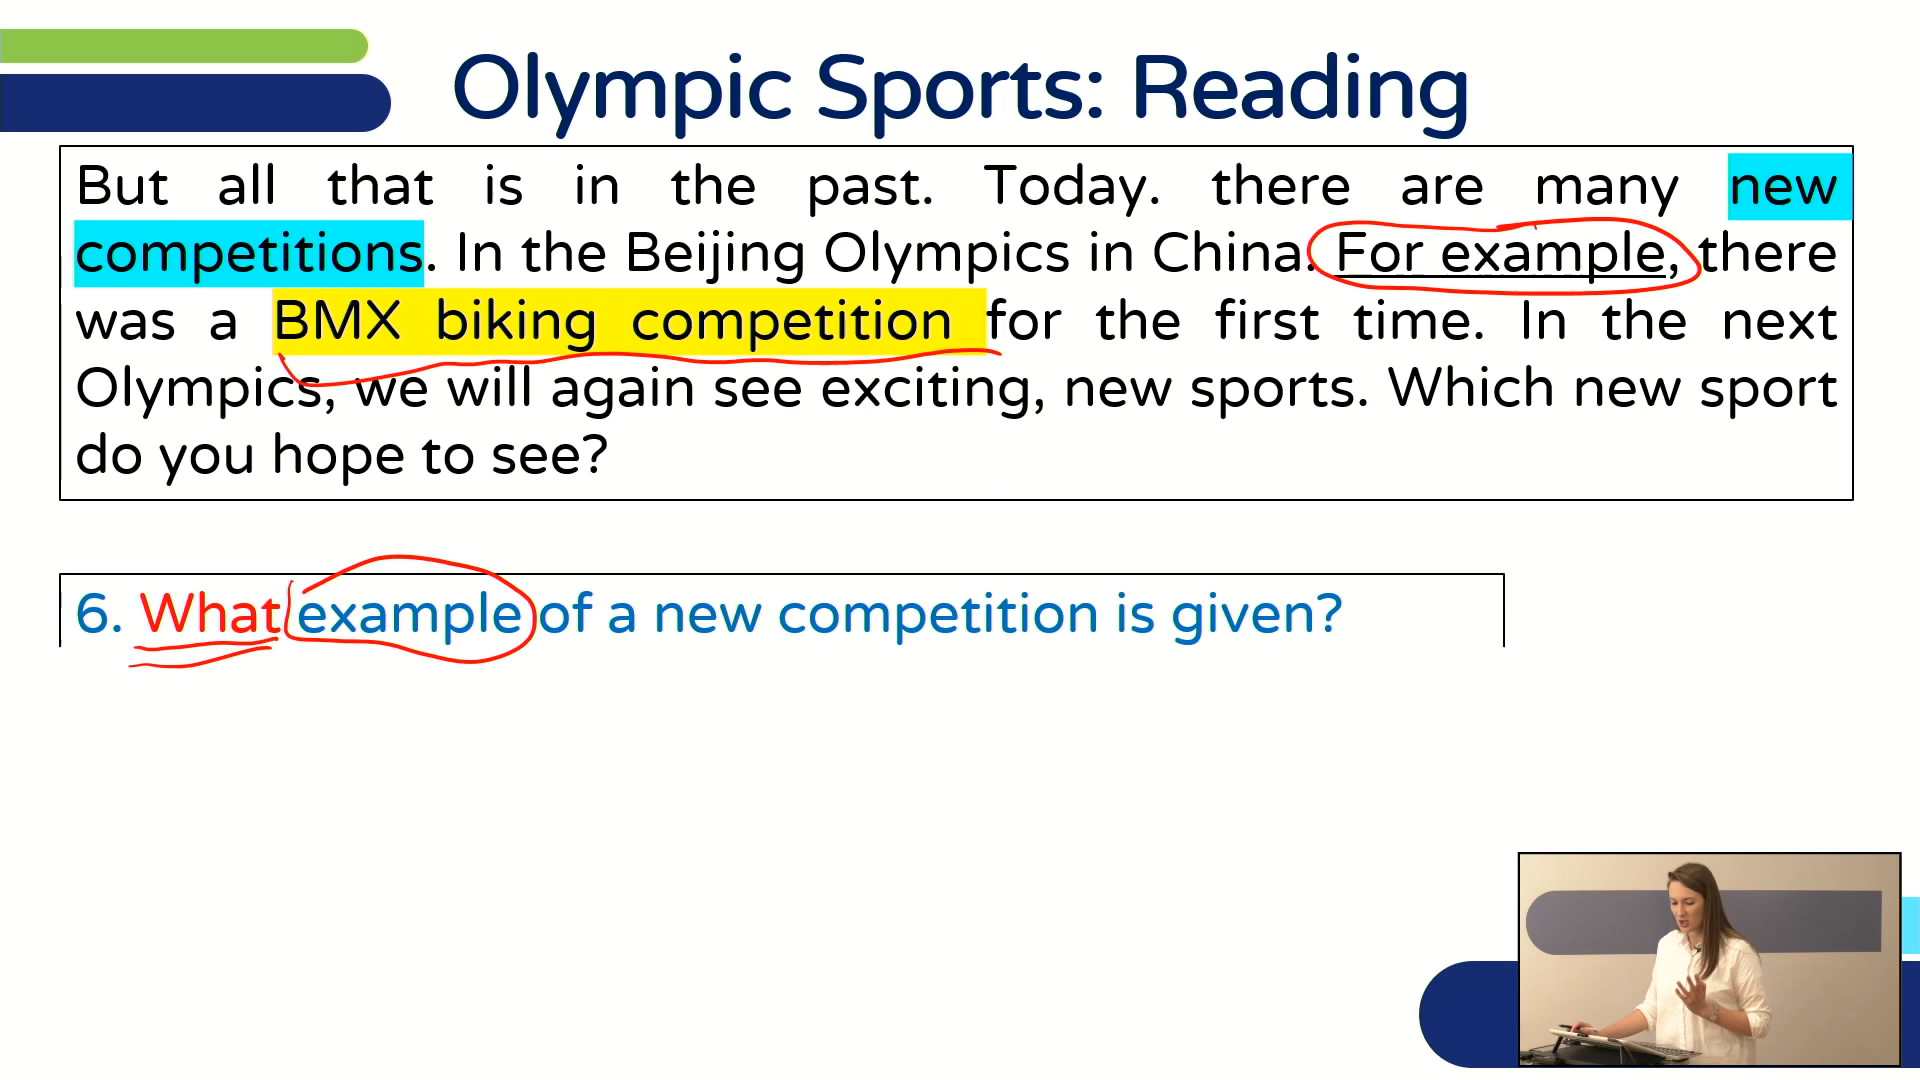 Olympic Sports: Reading
But all that is in the past. Today. there are many new
competitions. In the Beijing Olympics in China. For example, there
was a BMX biking competition for the first time. In the next
Olympics, we will again see exciting, new sports. Which new sport
do you hope to see?
6. What example of a new competition is given?